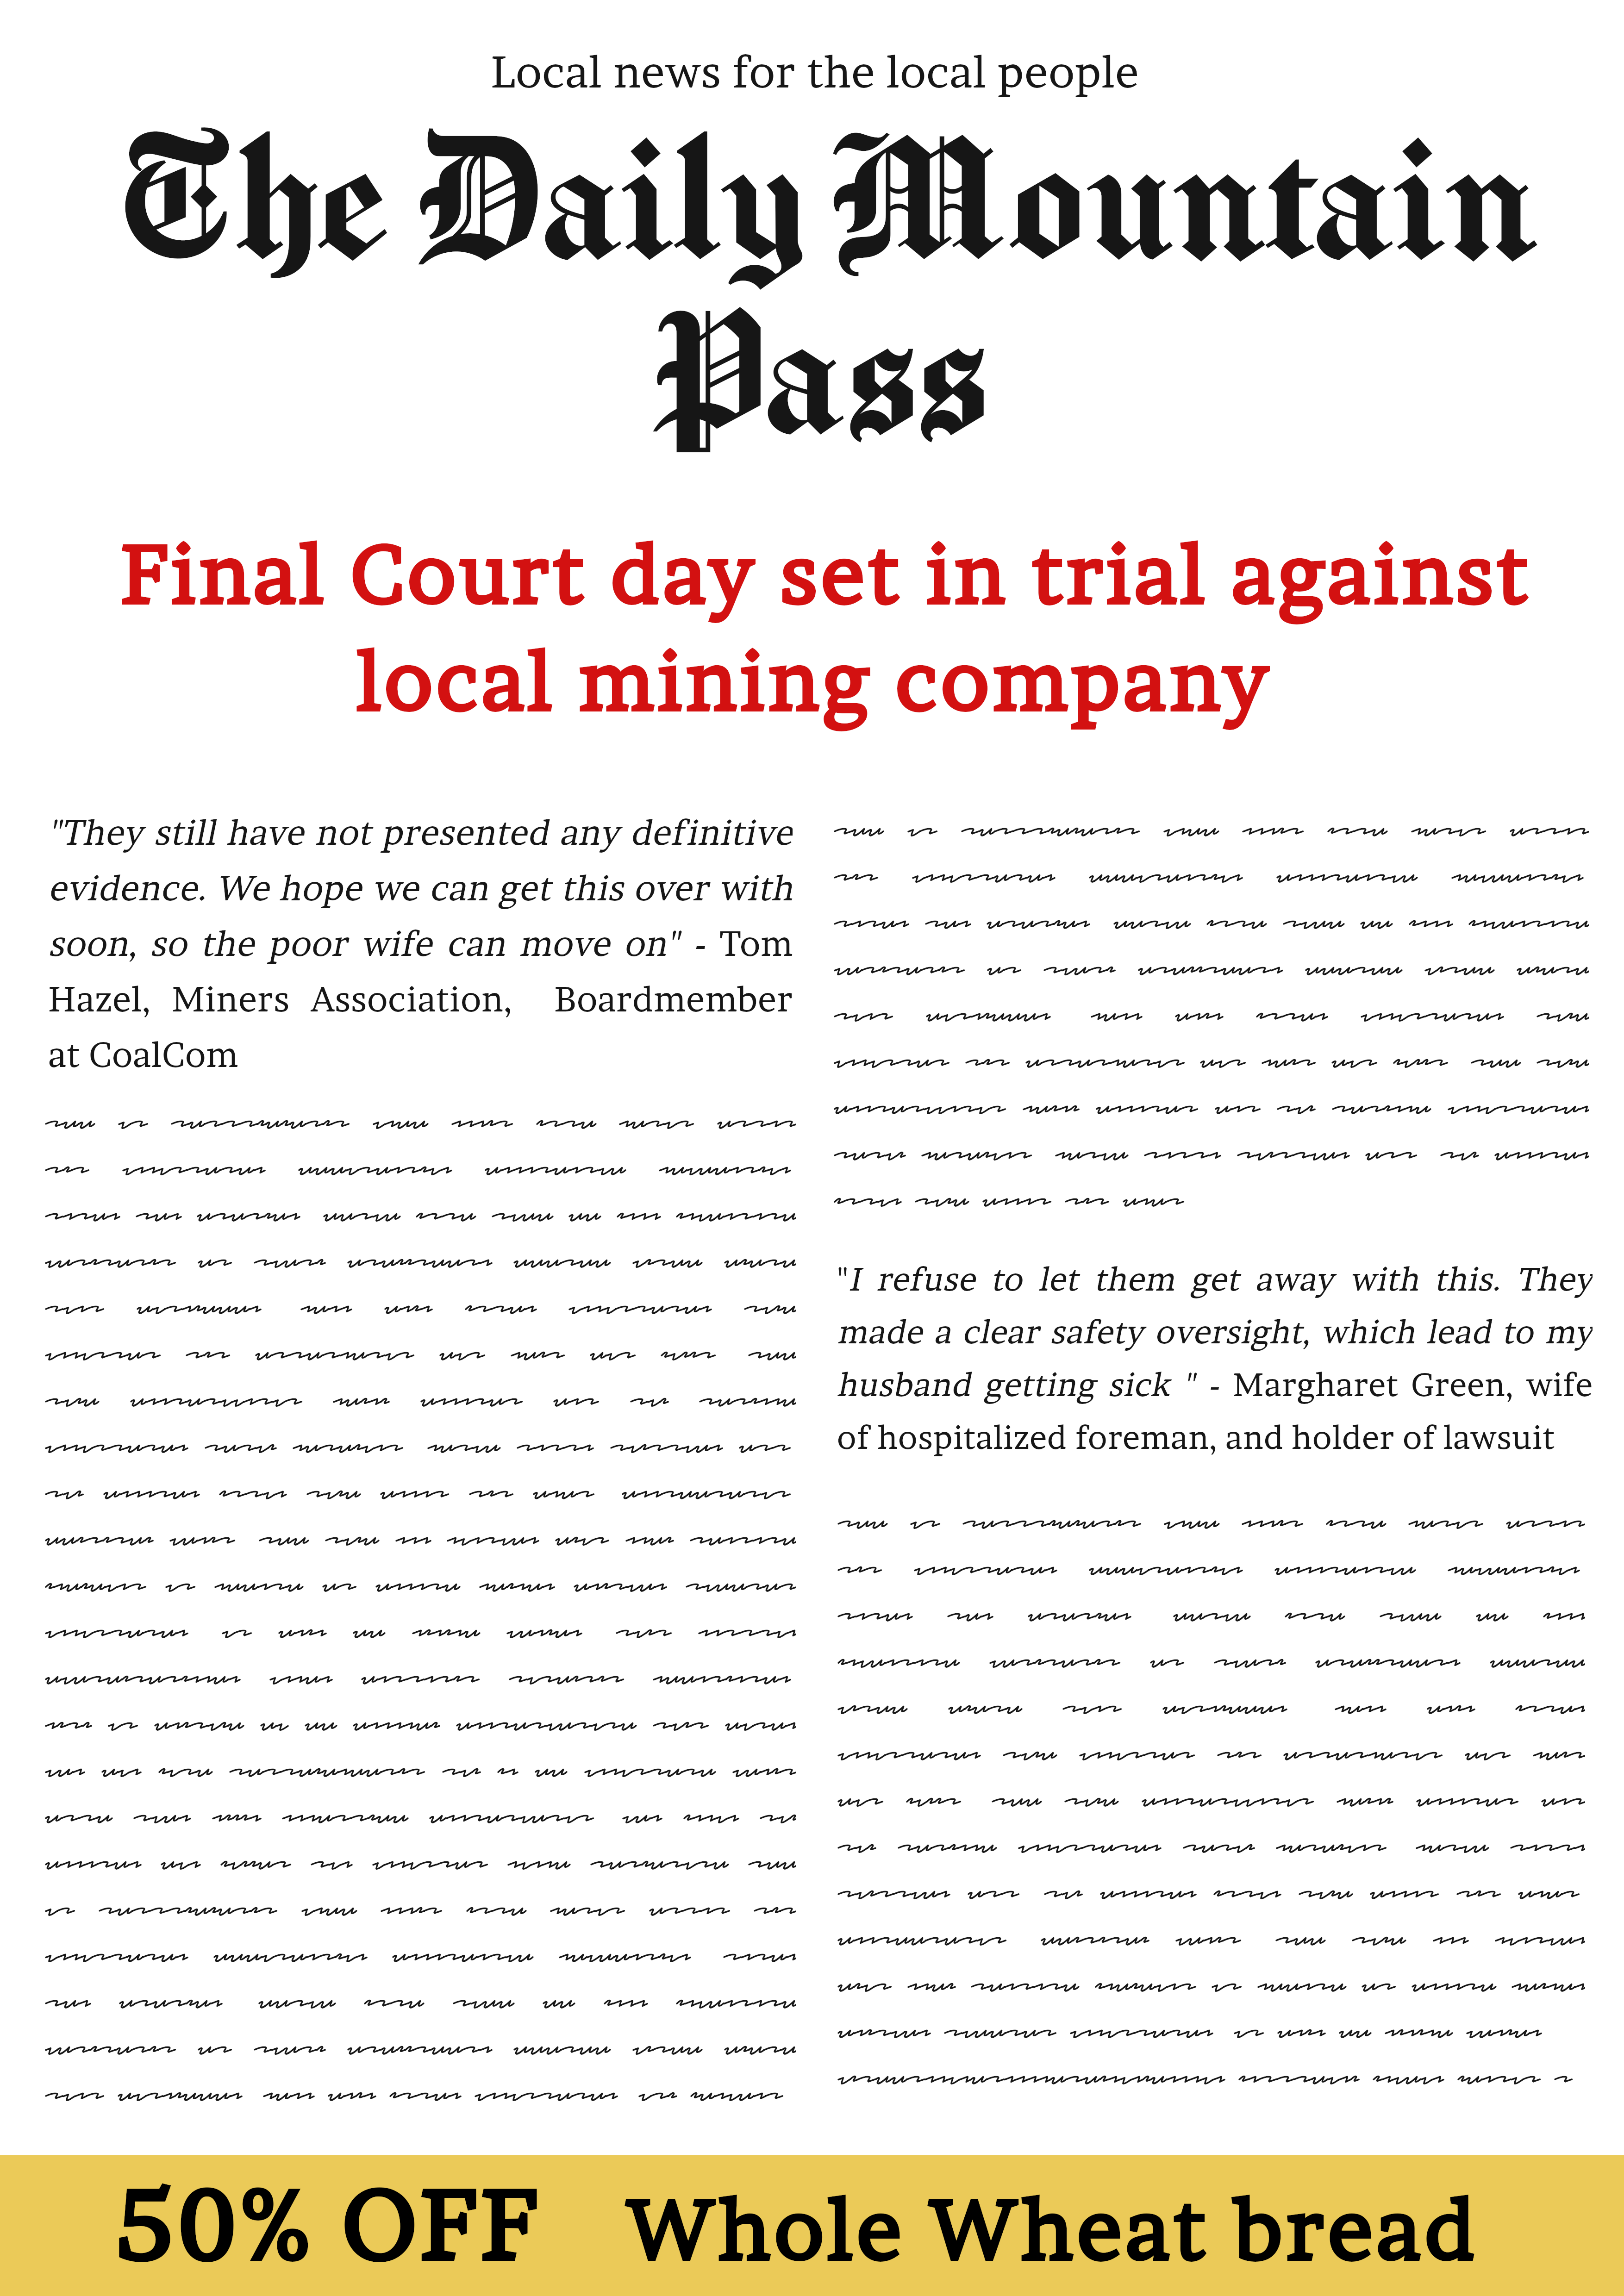 Local news for the local people
The Daily Mountain
Pass
Final Court day set in trial against
local mining company
"They still have not presented any definitive
evidence. We hope we can get this over with
soon, so the poor wife can move on" - Tom
Hazel, Miners Association, Boardmember
at CoalCom
"I refuse to let them get away with this. They
made a clear safety oversight, which lead to my
husband getting sick " - Margharet Green, wife
of hospitalized foreman, and holder of lawsuit
50% OFF Whole Wheat bread